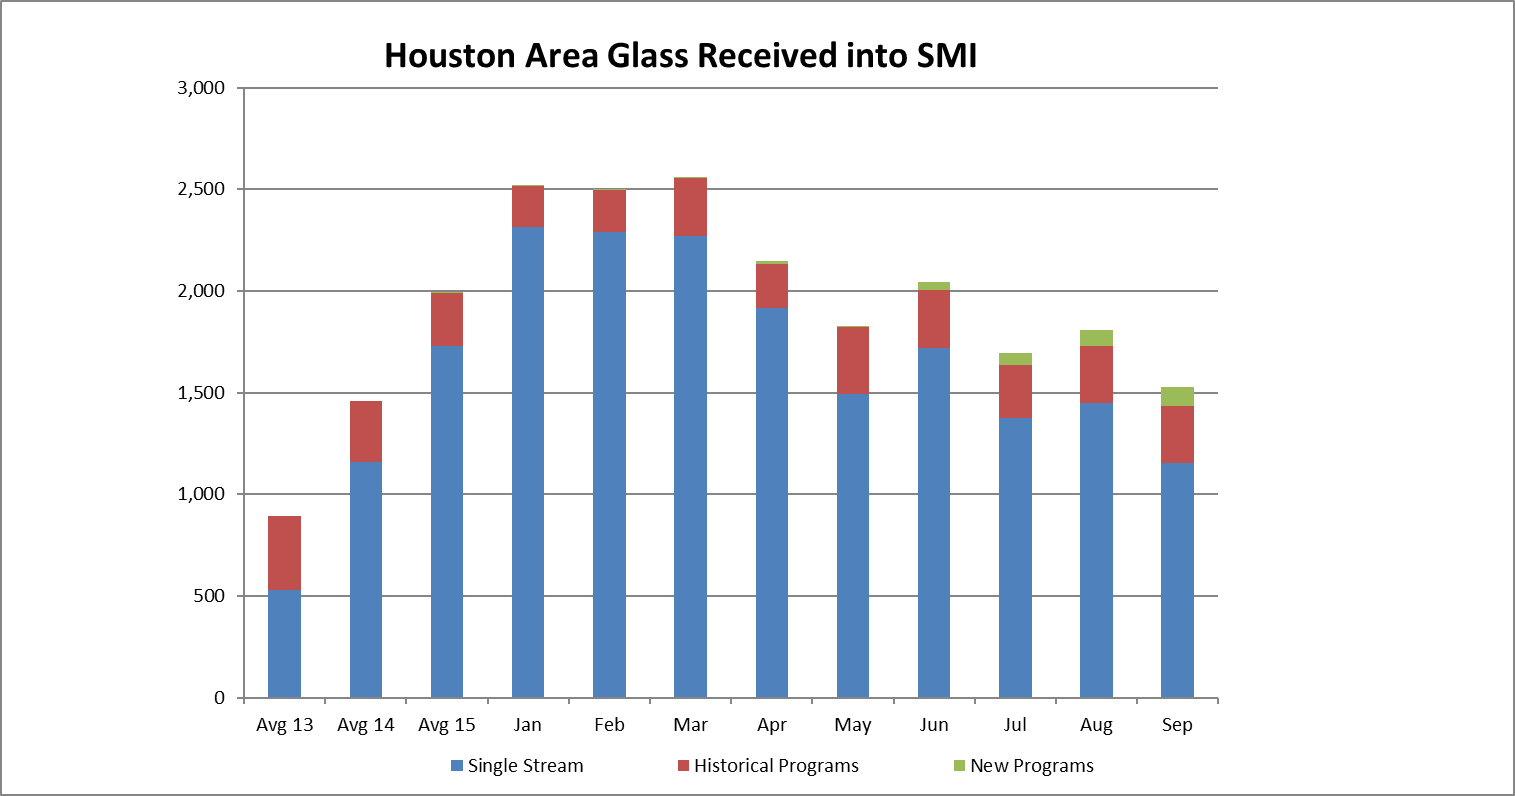 Houston Area Glass Received into SMI
3,000
2,500
2,000
1,500
1,000
500
0
Avg 13 Avg 14 Avg 15 Jan Feb Mar Apr May Jun Jul Aug Sep
Single Stream Historical Programs New Programs